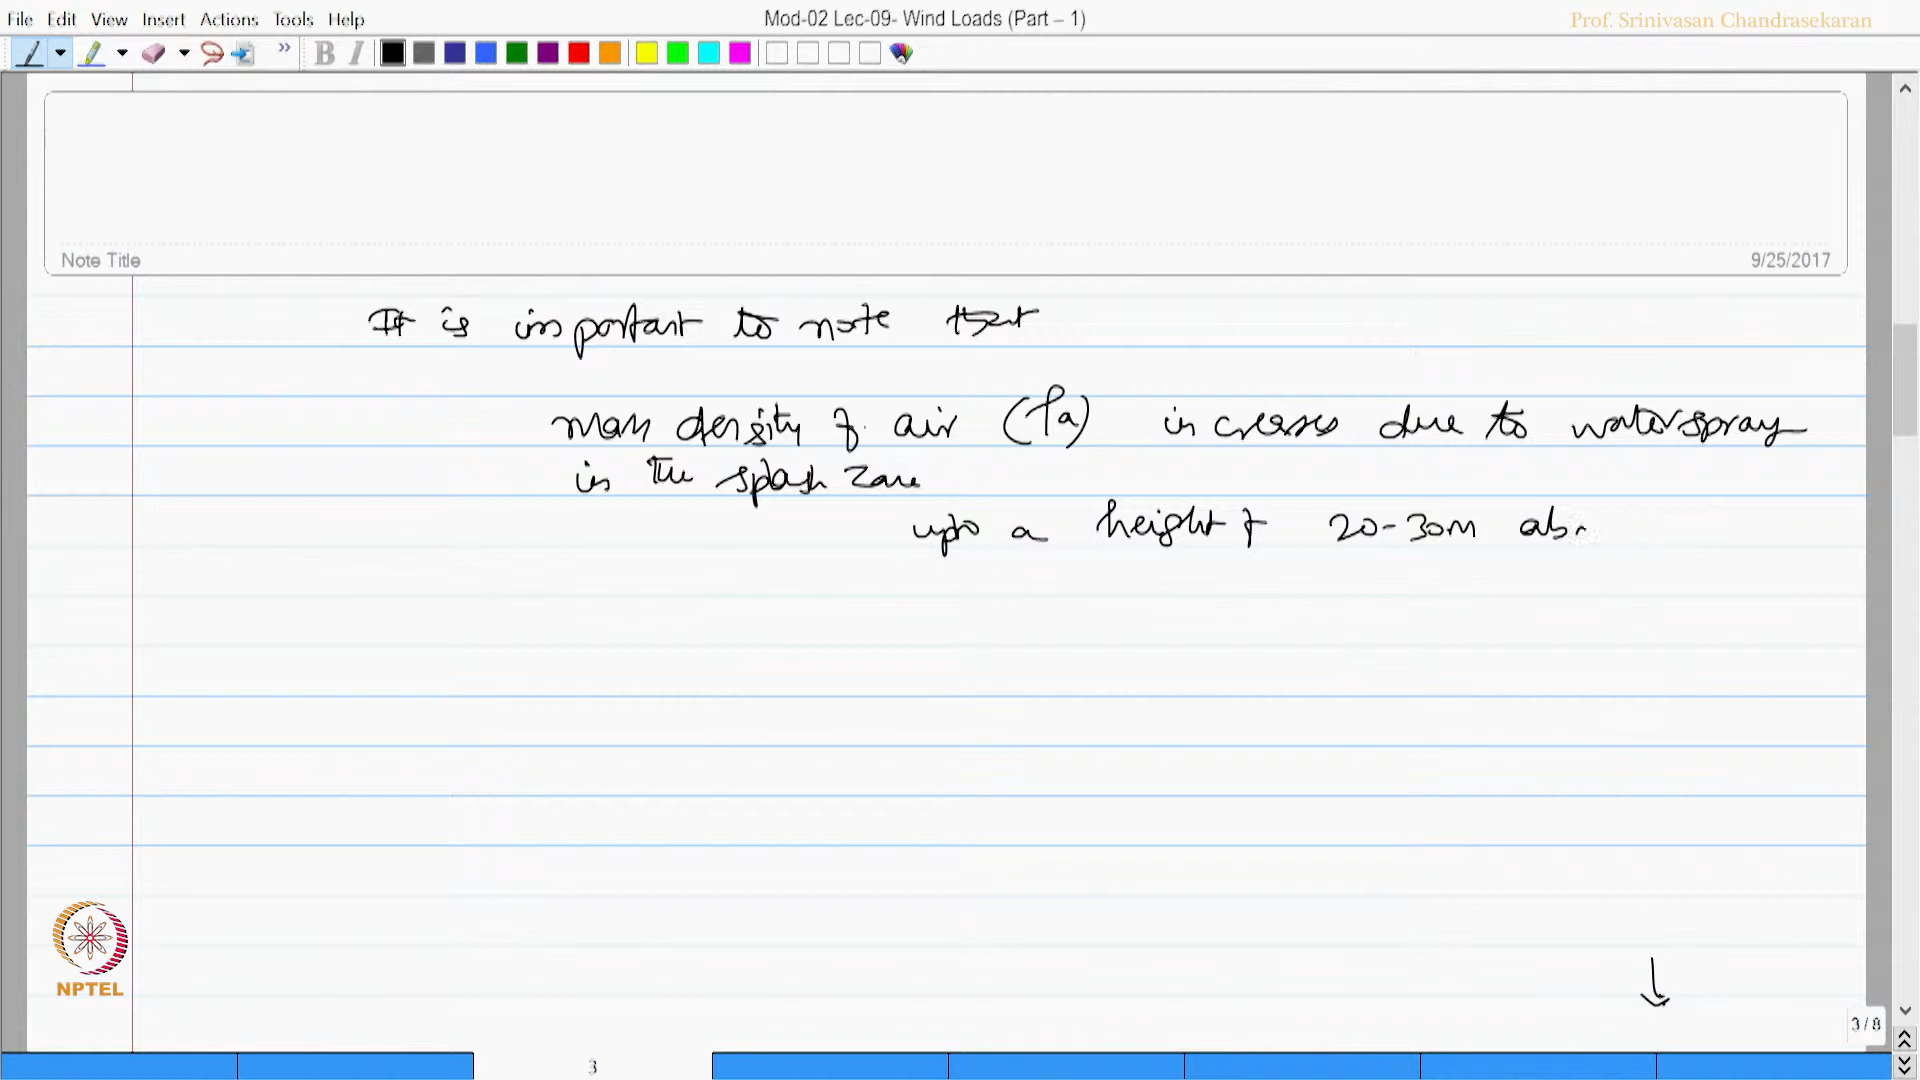 File Edit View Insert Actions Tools Help
Mod-02 Lec-09- Wind Loads (Part – 1)
Prof. Srinivasan Chandrasekaran
B I
Note Title
9/25/2017
It is important to note that
mass density of air (ρa) increases due to waterspray
in the splash zone
upto a height of 20-30m abo
NPTEL
3 / 8
3